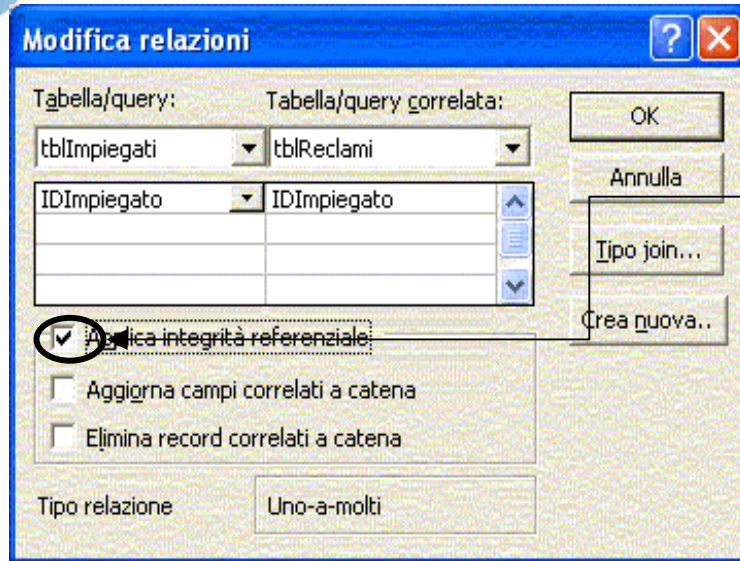 Modifica relazioni
Tabella/query: Tabella/query correlata:
OK
tblImpiegati tblReclami
Annulla
IDImpiegato IDImpiegato
Tipo join...
Crea nuova..
Applica integrità referenziale
Aggiorna campi correlati a catena
Elimina record correlati a catena
Tipo relazione Uno-a-molti